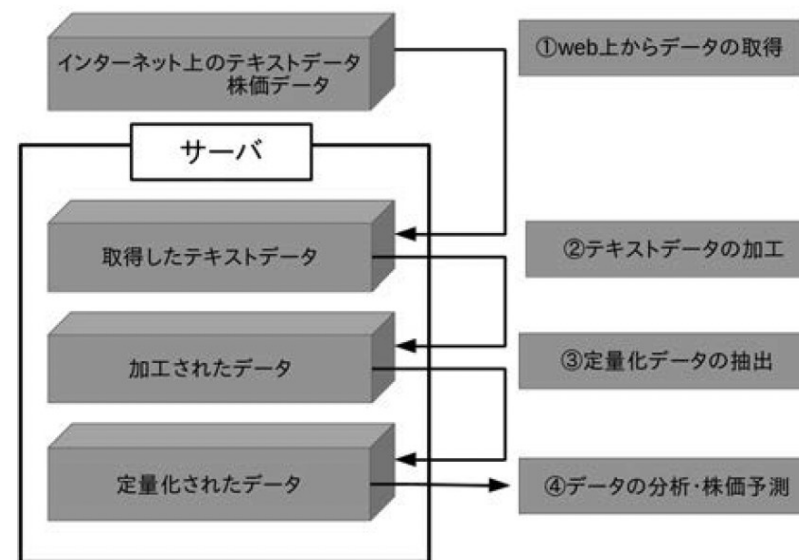 インターネット上のテキストデータ
株価データ
①web上からデータの取得
サーバ
取得したテキストデータ
②テキストデータの加工
加工されたデータ
③定量化データの抽出
定量化されたデータ
④データの分析・株価予測